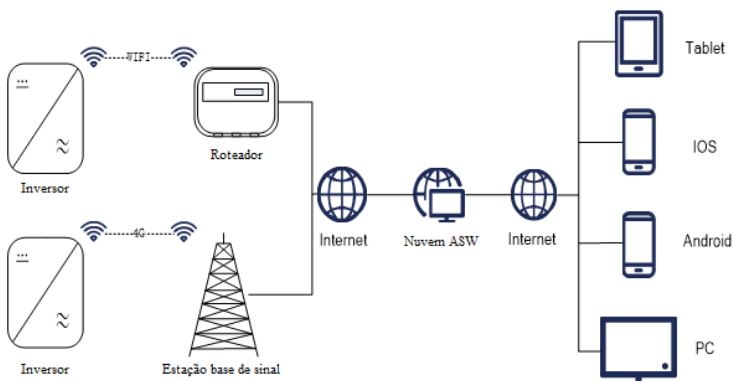 WIFI
Inversor
Roteador
4G
Inversor
Estação base de sinal
Internet
Nuvem ASW
Internet
Tablet
IOS
Android
PC